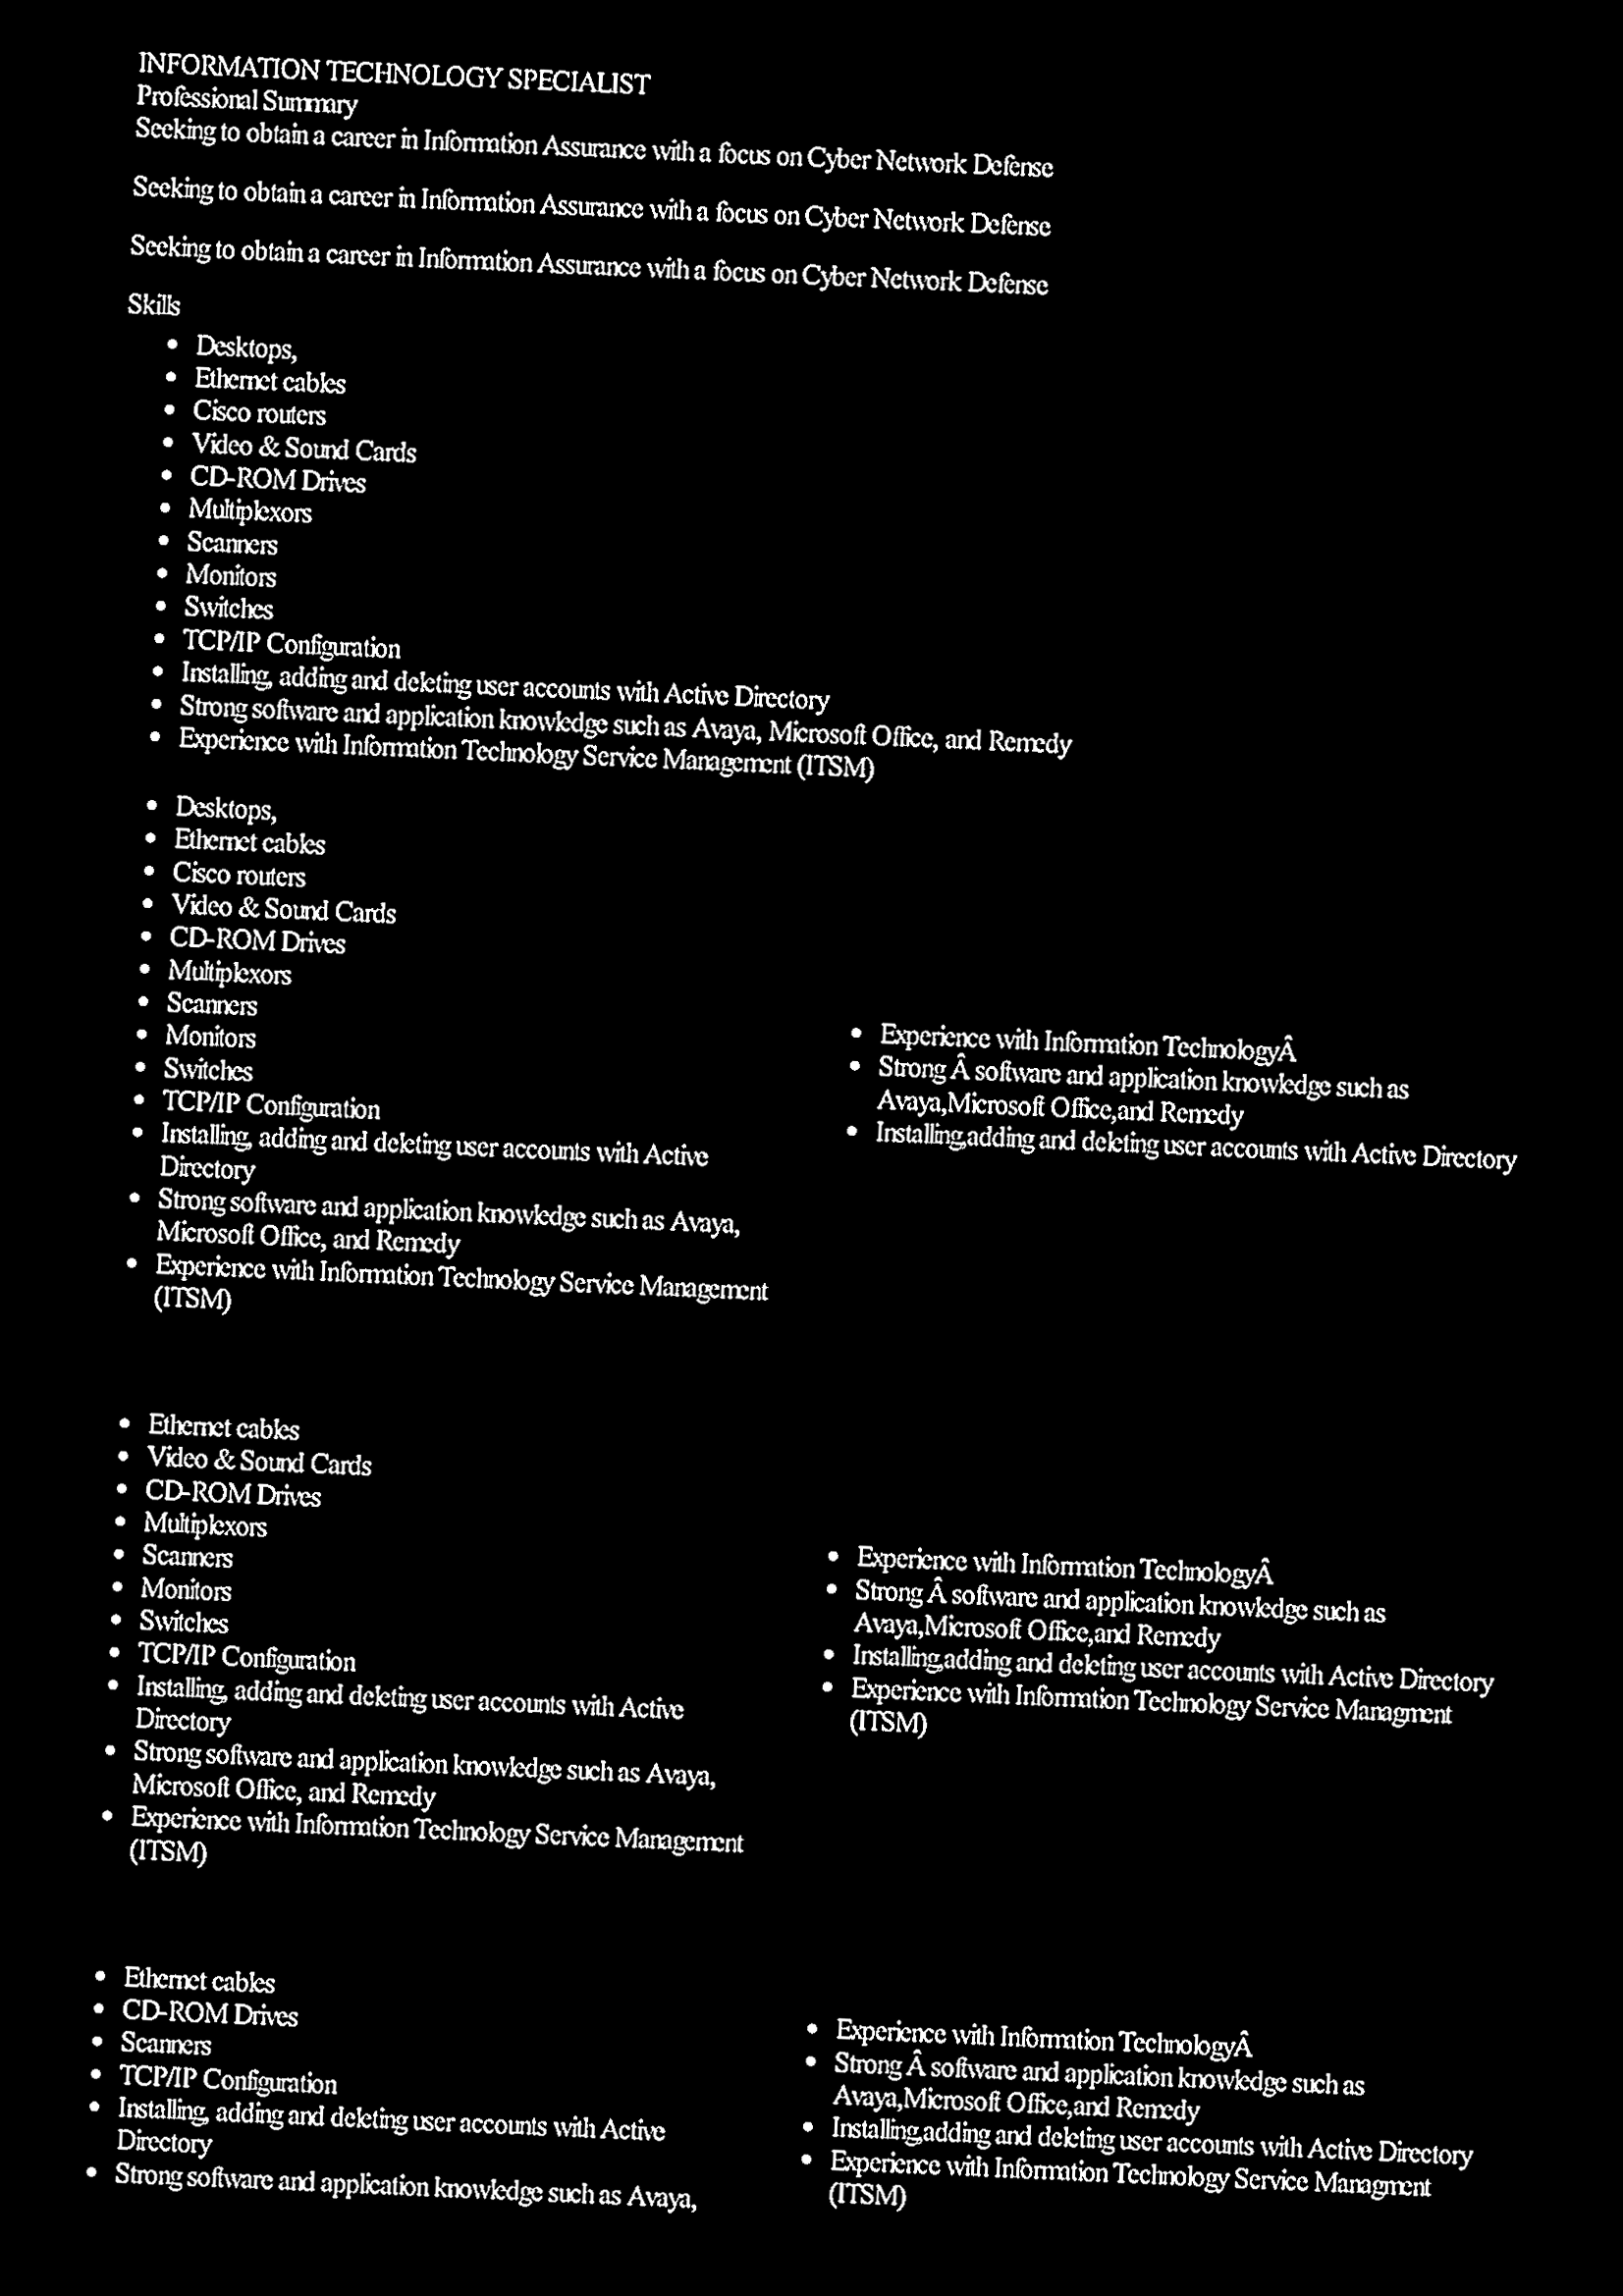 INFORMATION TECHNOLOGY SPECIALIST
Professional Summary
Seeking to obtain a career in Information Assurance with a focus on Cyber Network Defense
Seeking to obtain a career in Information Assurance with a focus on Cyber Network Defense
Seeking to obtain a career in Information Assurance with a focus on Cyber Network Defense
Skills
• Desktops,
• Ethernet cables
• Cisco routers
• Video & Sound Cards
• CD-ROM Drives
• Multiplexors
• Scanners
• Monitors
• Switches
• TCP/IP Configuration
• Installing, adding and deleting user accounts with Active Directory
• Strong software and application knowledge such as Avaya, Microsoft Office, and Remedy
• Experience with Information Technology Service Management (ITSM)
• Desktops,
• Ethernet cables
• Cisco routers
• Video & Sound Cards
• CD-ROM Drives
• Multiplexors
• Scanners
• Monitors
• Switches
• TCP/IP Configuration
• Installing, adding and deleting user accounts with Active
Directory
• Strong software and application knowledge such as Avaya,
Microsoft Office, and Remedy
• Experience with Information Technology Service Management
(ITSM)
• Experience with Information TechnologyÂ
• Strong Â software and application knowledge such as
Avaya,Microsoft Office,and Remedy
• Installing,adding and deleting user accounts with Active Directory
• Ethernet cables
• Video & Sound Cards
• CD-ROM Drives
• Multiplexors
• Scanners
• Monitors
• Switches
• TCP/IP Configuration
• Installing, adding and deleting user accounts with Active
Directory
• Strong software and application knowledge such as Avaya,
Microsoft Office, and Remedy
• Experience with Information Technology Service Management
(ITSM)
• Experience with Information TechnologyÂ
• Strong Â software and application knowledge such as
Avaya,Microsoft Office,and Remedy
• Installing,adding and deleting user accounts with Active Directory
• Experience with Information Technology Service Managment
(ITSM)
• Ethernet cables
• CD-ROM Drives
• Scanners
• TCP/IP Configuration
• Installing, adding and deleting user accounts with Active
Directory
• Strong software and application knowledge such as Avaya,
• Experience with Information TechnologyÂ
• Strong Â software and application knowledge such as
Avaya,Microsoft Office,and Remedy
• Installing,adding and deleting user accounts with Active Directory
• Experience with Information Technology Service Managment
(ITSM)